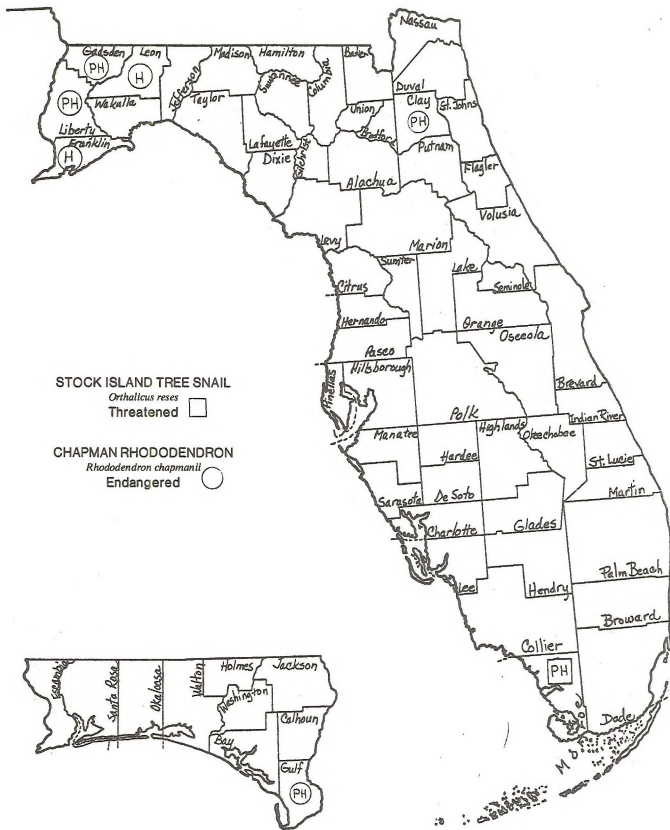 Nassau
Gadsden
Leon
Madison
Hamilton
Baker
PH
H
Jefferson
Suwannee
Columbia
Duval
PH
Wakulla
Taylor
Union
Clay
St. Johns
PH
Liberty
Franklin
H
Lafayette
Bradford
Putnam
Dixie
Gilchrist
Alachua
Flagler
Volusia
Levy
Marion
Sumter
Lake
Citrus
Seminole
Hernando
Orange
Osceola
Pasco
Pinellas
Hillsborough
STOCK ISLAND TREE SNAIL
Orthalicus reses
Threatened
Brevard
Polk
Highlands
Okeechobee
Indian River
Manatee
CHAPMAN RHODODENDRON
Rhododendron chapmanii
Endangered
Hardee
St. Lucie
Sarasota
De Soto
Martin
Charlotte
Glades
Lee
Hendry
Palm Beach
Broward
Collier
PH
Monroe
Dade
Escambia
Santa Rosa
Okaloosa
Walton
Holmes
Jackson
Washington
Calhoun
Bay
Gulf
PH